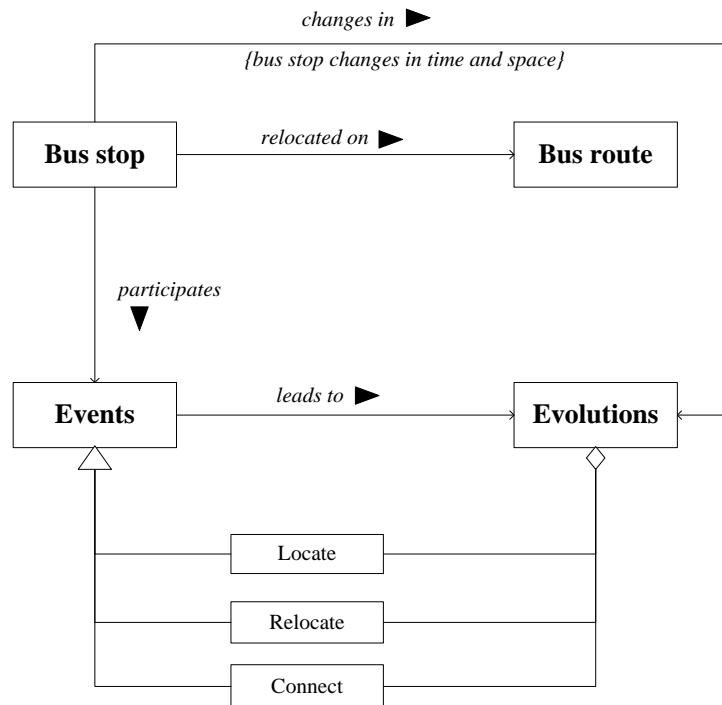 changes in
{bus stop changes in time and space}
Bus stop
relocated on
Bus route
participates
Events
leads to
Evolutions
Locate
Relocate
Connect